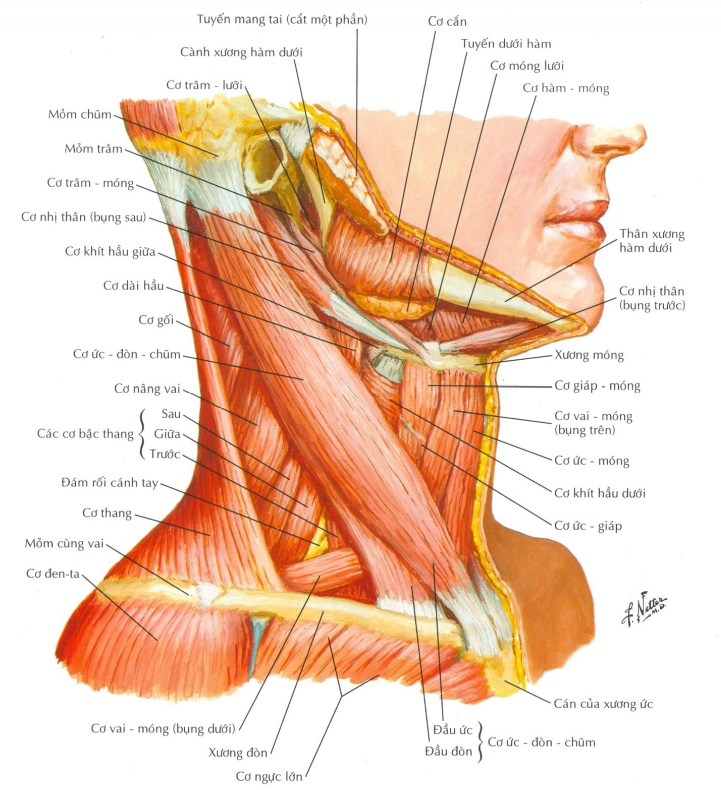 Tuyến mang tai (cắt một phần)
Cơ cắn
Tuyến dưới hàm
Cành xương hàm dưới
Cơ móng lưỡi
Cơ trâm - lưỡi
Cơ hàm - móng
Mỏm chũm
Mỏm trâm
Cơ trâm - móng
Cơ nhị thân (bụng sau)
Cơ khít hầu giữa
Cơ dài hầu
Cơ gối
Cơ ức - đòn - chũm
Cơ nâng vai
Các cơ bậc thang
Sau
Giữa
Trước
Đám rối cánh tay
Cơ thang
Mỏm cùng vai
Cơ đen-ta
Thân xương
hàm dưới
Cơ nhị thân
(bụng trước)
Xương móng
Cơ giáp - móng
Cơ vai - móng
(bụng trên)
Cơ ức - móng
Cơ khít hầu dưới
Cơ ức - giáp
F. Netter
M.D.
Cán của xương ức
Cơ vai - móng (bụng dưới)
Xương đòn
Cơ ngực lớn
Đầu ức
Đầu đòn
Cơ ức - đòn - chũm